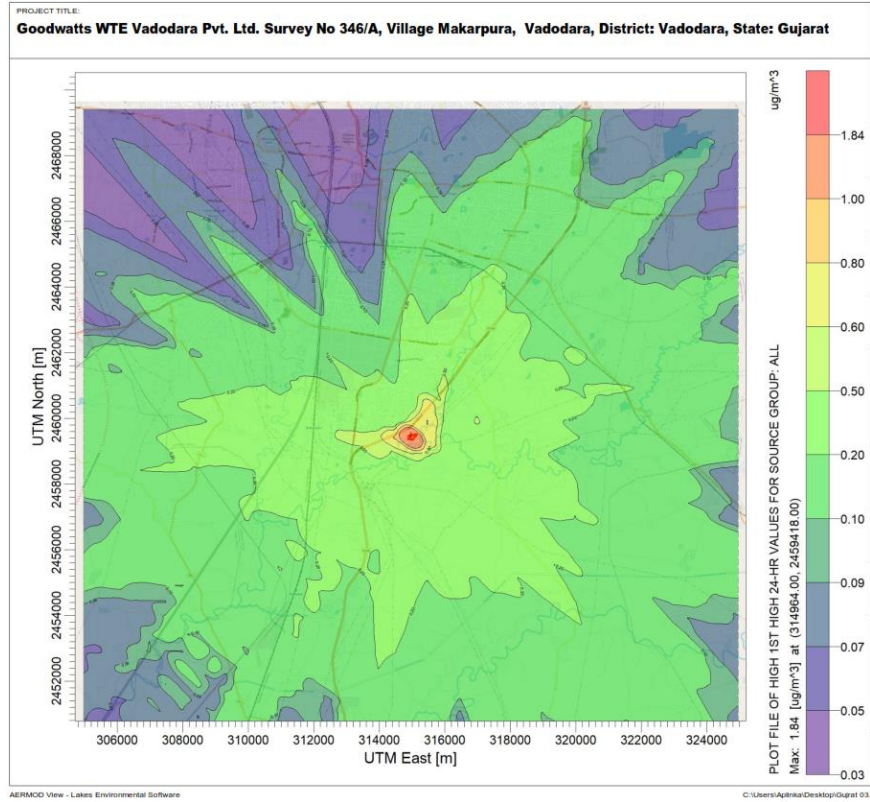 PROJECT TITLE:
Goodwatts WTE Vadodara Pvt. Ltd. Survey No 346/A, Village Makarpura, Vadodara, District: Vadodara, State: Gujarat
ug/m^3
1.84
1.00
0.80
0.60
0.50
0.20
0.10
0.09
0.07
0.05
0.03
PLOT FILE OF HIGH 1ST HIGH 24-HR VALUES FOR SOURCE GROUP: ALL
Max: 1.84 [ug/m^3] at (314964.00, 2459418.00)
UTM North [m]
2468000
2466000
2464000
2462000
2460000
2458000
2456000
2454000
2452000
306000 308000 310000 312000 314000 316000 318000 320000 322000 324000
UTM East [m]
AERMOD View - Lakes Environmental Software
C:\Users\Aplinka\Desktop\Gujrat 03.